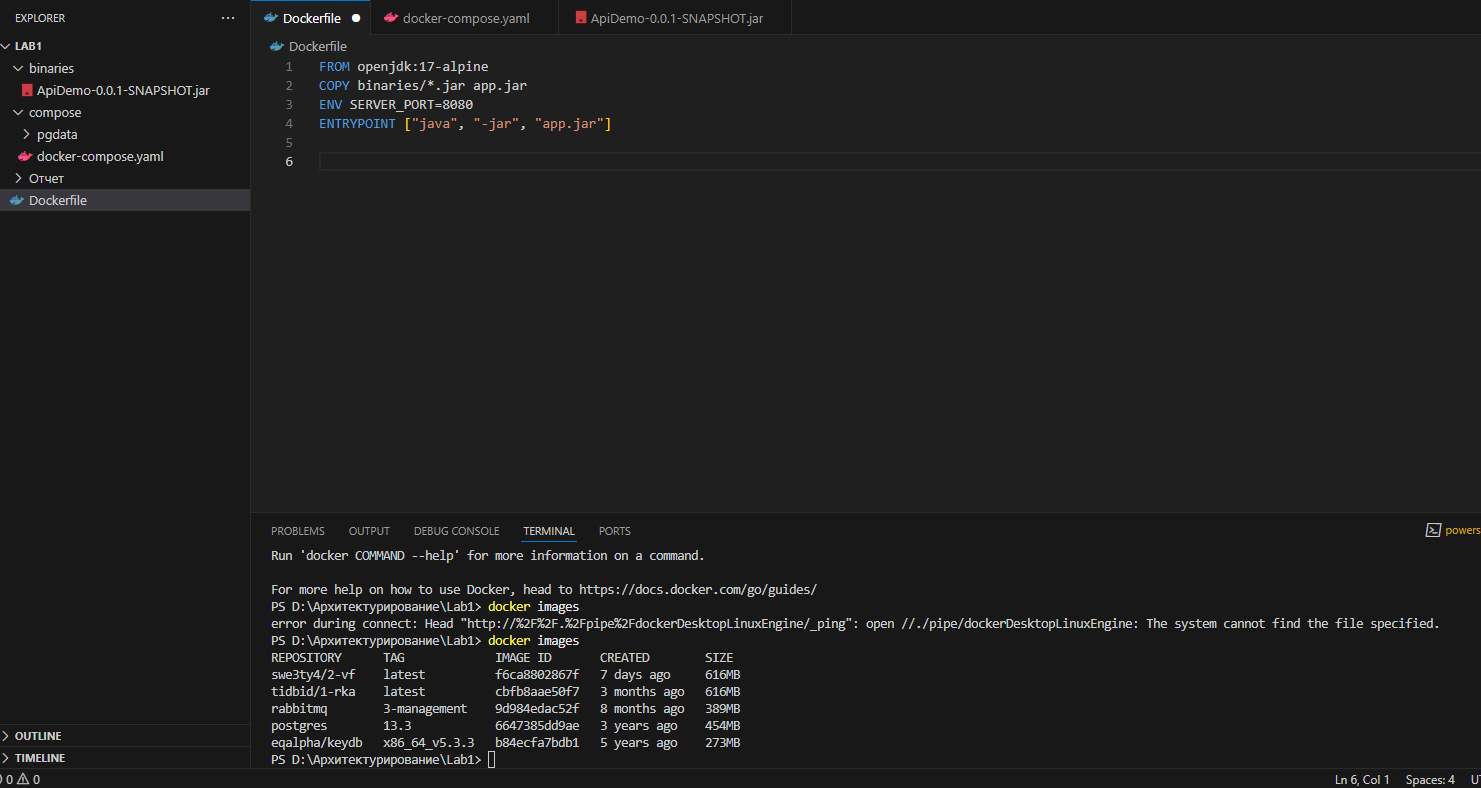 EXPLORER ...
LAB1
binaries
ApiDemo-0.0.1-SNAPSHOT.jar
compose
pgdata
docker-compose.yaml
Отчет
Dockerfile
OUTLINE
TIMELINE
Dockerfile
docker-compose.yaml
ApiDemo-0.0.1-SNAPSHOT.jar
Dockerfile
1 FROM openjdk:17-alpine
2 COPY binaries/*.jar app.jar
3 ENV SERVER_PORT=8080
4 ENTRYPOINT ["java", "-jar", "app.jar"]
5
6
PROBLEMS OUTPUT DEBUG CONSOLE TERMINAL PORTS
powers
Run 'docker COMMAND --help' for more information on a command.
For more help on how to use Docker, head to https://docs.docker.com/go/guides/
PS D:\Архитектурирование\Lab1> docker images
error during connect: Head "http://%2F%2F.%2Fpipe%2FdockerDesktopLinuxEngine/_ping": open //./pipe/dockerDesktopLinuxEngine: The system cannot find the file specified.
PS D:\Архитектурирование\Lab1> docker images
REPOSITORY TAG IMAGE ID CREATED SIZE
swe3ty4/2-vf latest f6ca8802867f 7 days ago 616MB
tidbid/1-rka latest cbfb8aae50f7 3 months ago 616MB
rabbitmq 3-management 9d984edac52f 8 months ago 389MB
postgres 13.3 6647385dd9ae 3 years ago 454MB
eqalpha/keydb x86_64_v5.3.3 b84ecfa7bdb1 5 years ago 273MB
PS D:\Архитектурирование\Lab1>
0 0
Ln 6, Col 1 Spaces: 4 UT